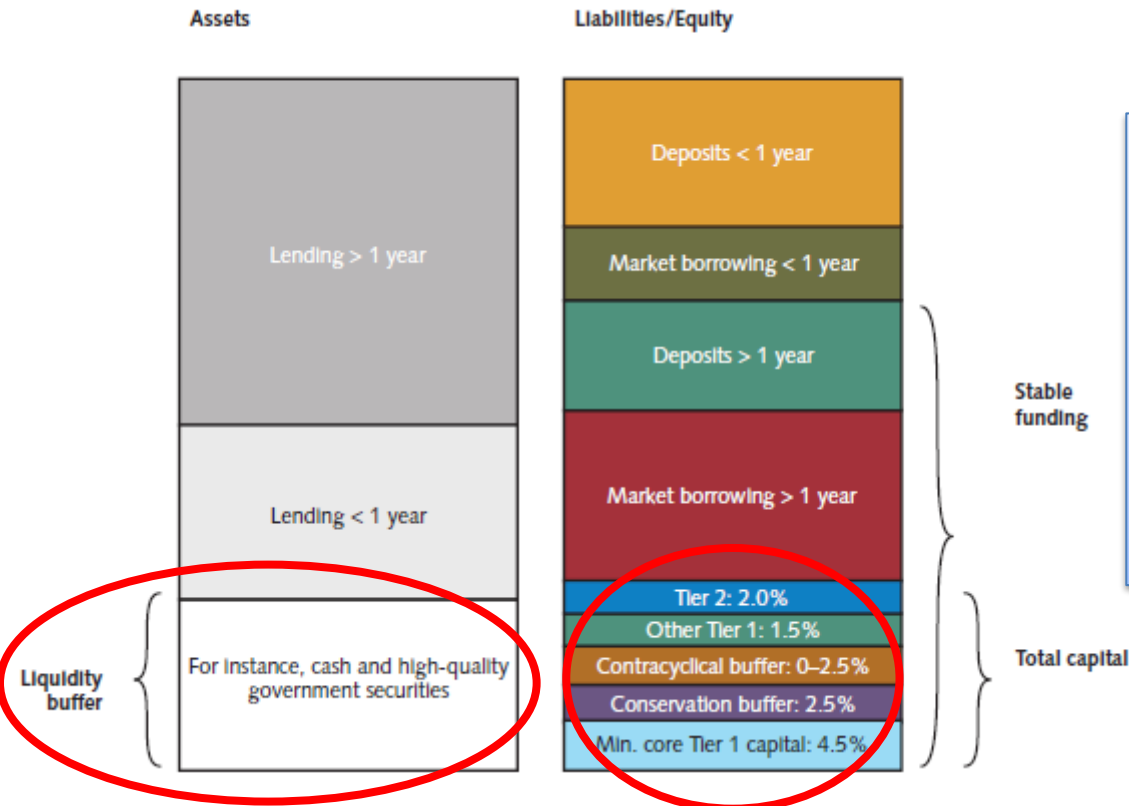 Assets
Liabilities/Equity
Deposits < 1 year
Lending > 1 year
Market borrowing < 1 year
Deposits > 1 year
Stable
funding
Market borrowing > 1 year
Lending < 1 year
Tier 2: 2.0%
Other Tier 1: 1.5%
Liquidity
buffer
For instance, cash and high-quality
government securities
Contracyclical buffer: 0–2.5%
Total capital
Conservation buffer: 2.5%
Min. core Tier 1 capital: 4.5%